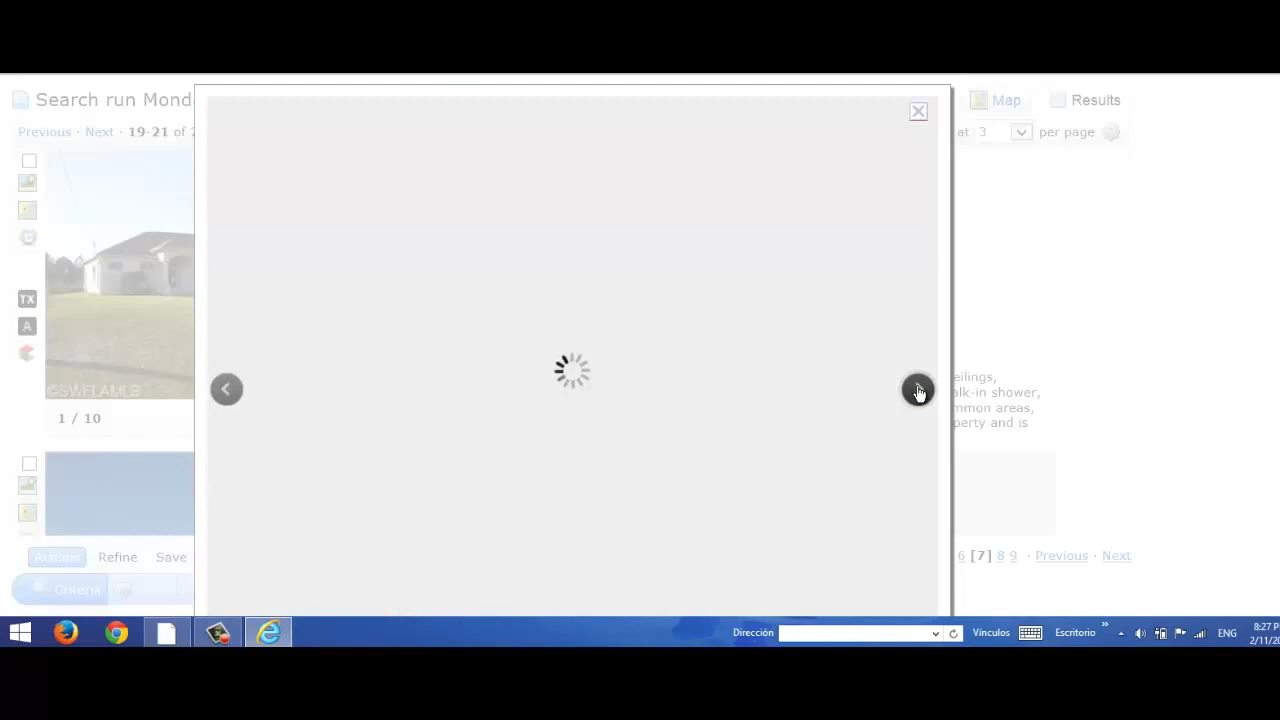 Search run Mond
Map
Results
Previous · Next · 19-21 of 2
at 3 per page
TX
A
©SWFLAMLS
1 / 10
eilings,
alk-in shower,
mmon areas,
perty and is
Actions Refine Save
6 [7] 8 9 · Previous · Next
Criteria
Dirección
Vínculos
Escritorio
»
ENG
8:27 P
2/11/20